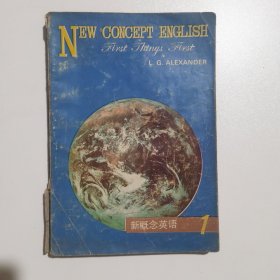 NEW CONCEPT ENGLISH
First Things First
L. G. ALEXANDER
新概念英语
1